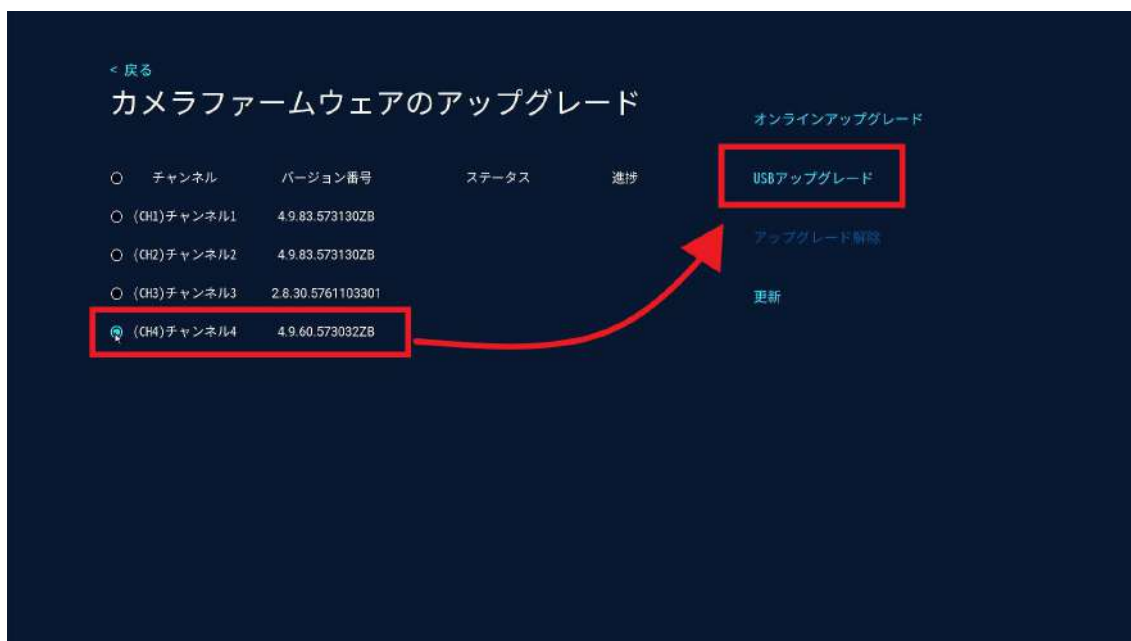 < 戻る
カメラファームウェアのアップグレード
オンラインアップグレード
チャンネル バージョン番号 ステータス 進捗 USBアップグレード
(CH1)チャンネル1 4.9.83.573130ZB
アップグレード解除
(CH2)チャンネル2 4.9.83.573130ZB
(CH3)チャンネル3 2.8.30.5761103301 更新
(CH4)チャンネル4 4.9.60.573032ZB